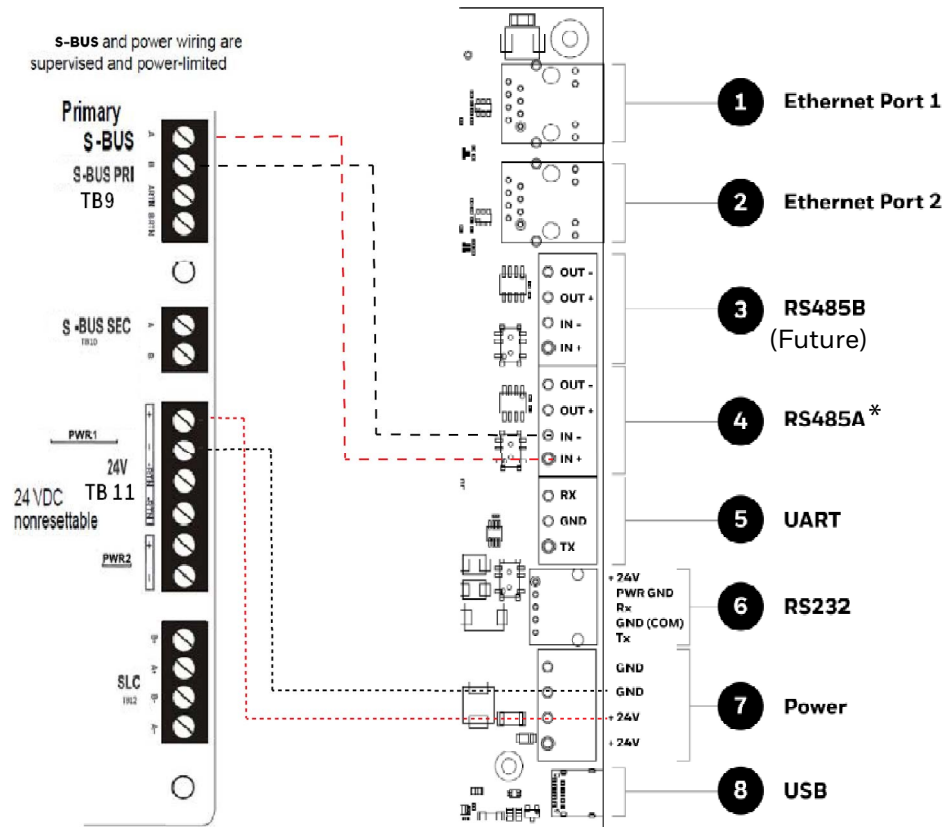 S-BUS and power wiring are
supervised and power-limited
Primary
S-BUS
S-BUS PRI
TB9
A
B
ARTN
BRTN
S-BUS SEC
TB10
A
B
PWR1
24V
TB 11
24 VDC
nonresettable
PWR2
+
-
+
-
SLC
TB12
B-
A+
B-
A-
OUT -
OUT +
IN -
IN +
OUT -
OUT +
IN -
IN +
RX
GND
TX
+ 24V
PWR GND
Rx
GND (COM)
Tx
GND
GND
+ 24V
+ 24V
1 Ethernet Port 1
2 Ethernet Port 2
3 RS485B
(Future)
4 RS485A*
5 UART
6 RS232
7 Power
8 USB